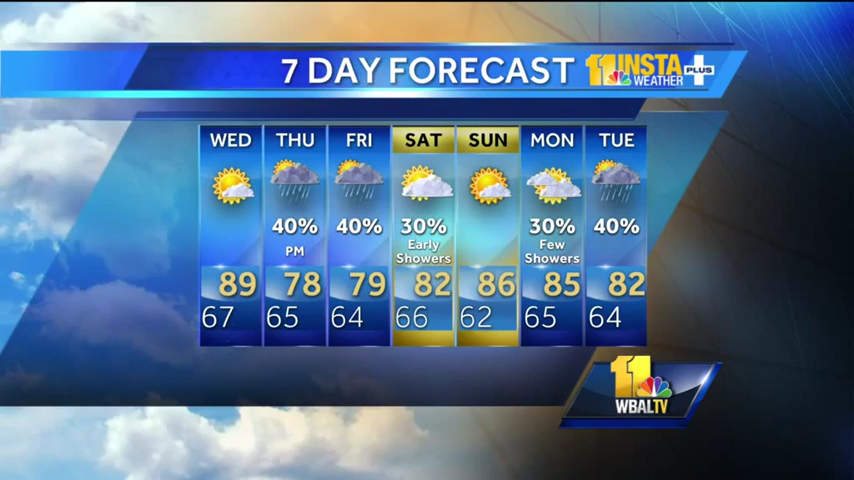 7 DAY FORECAST
11 INSTA
WEATHER
PLUS
WED THU FRI SAT SUN MON TUE
40% 40% 30% 30% 40%
PM Early Few
Showers Showers
89 78 79 82 86 85 82
67 65 64 66 62 65 64
11
WBALTV